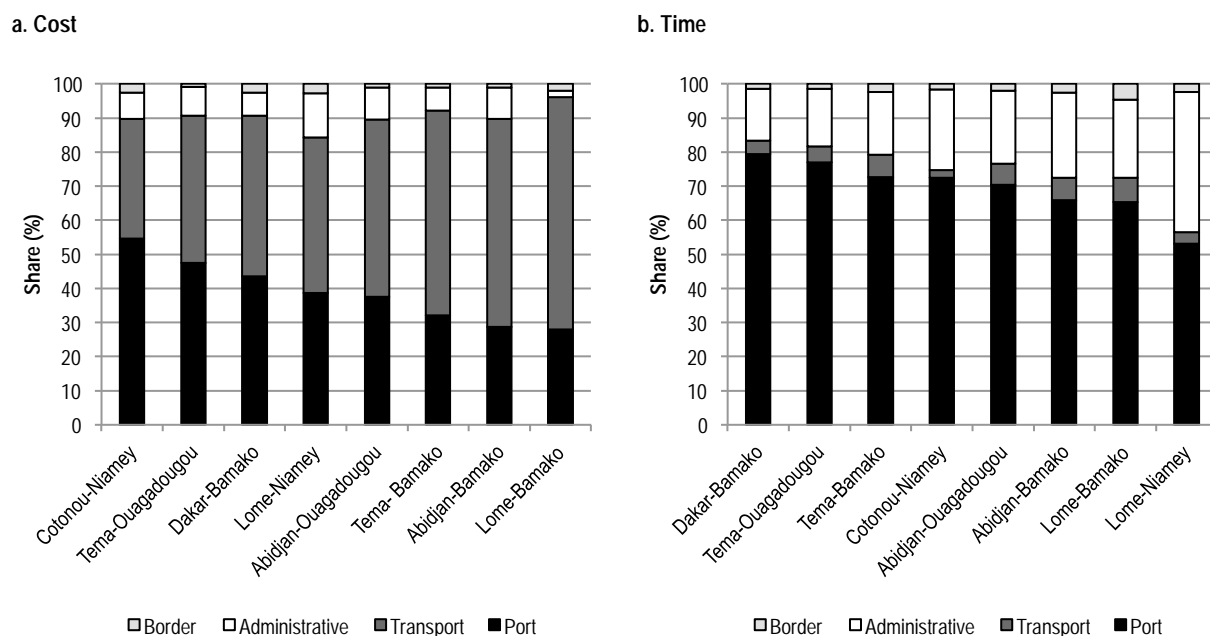 a. Cost
Share (%)
100
90
80
70
60
50
40
30
20
10
0
Cotonou-Niamey
Tema-Ouagadougou
Dakar-Bamako
Lome-Niamey
Abidjan-Ouagadougou
Tema- Bamako
Abidjan-Bamako
Lome-Bamako
Border Administrative Transport Port
b. Time
Share (%)
100
90
80
70
60
50
40
30
20
10
0
Dakar-Bamako
Tema-Ouagadougou
Tema-Bamako
Cotonou-Niamey
Abidjan-Ouagadougou
Abidjan-Bamako
Lome-Bamako
Lome-Niamey
Border Administrative Transport Port